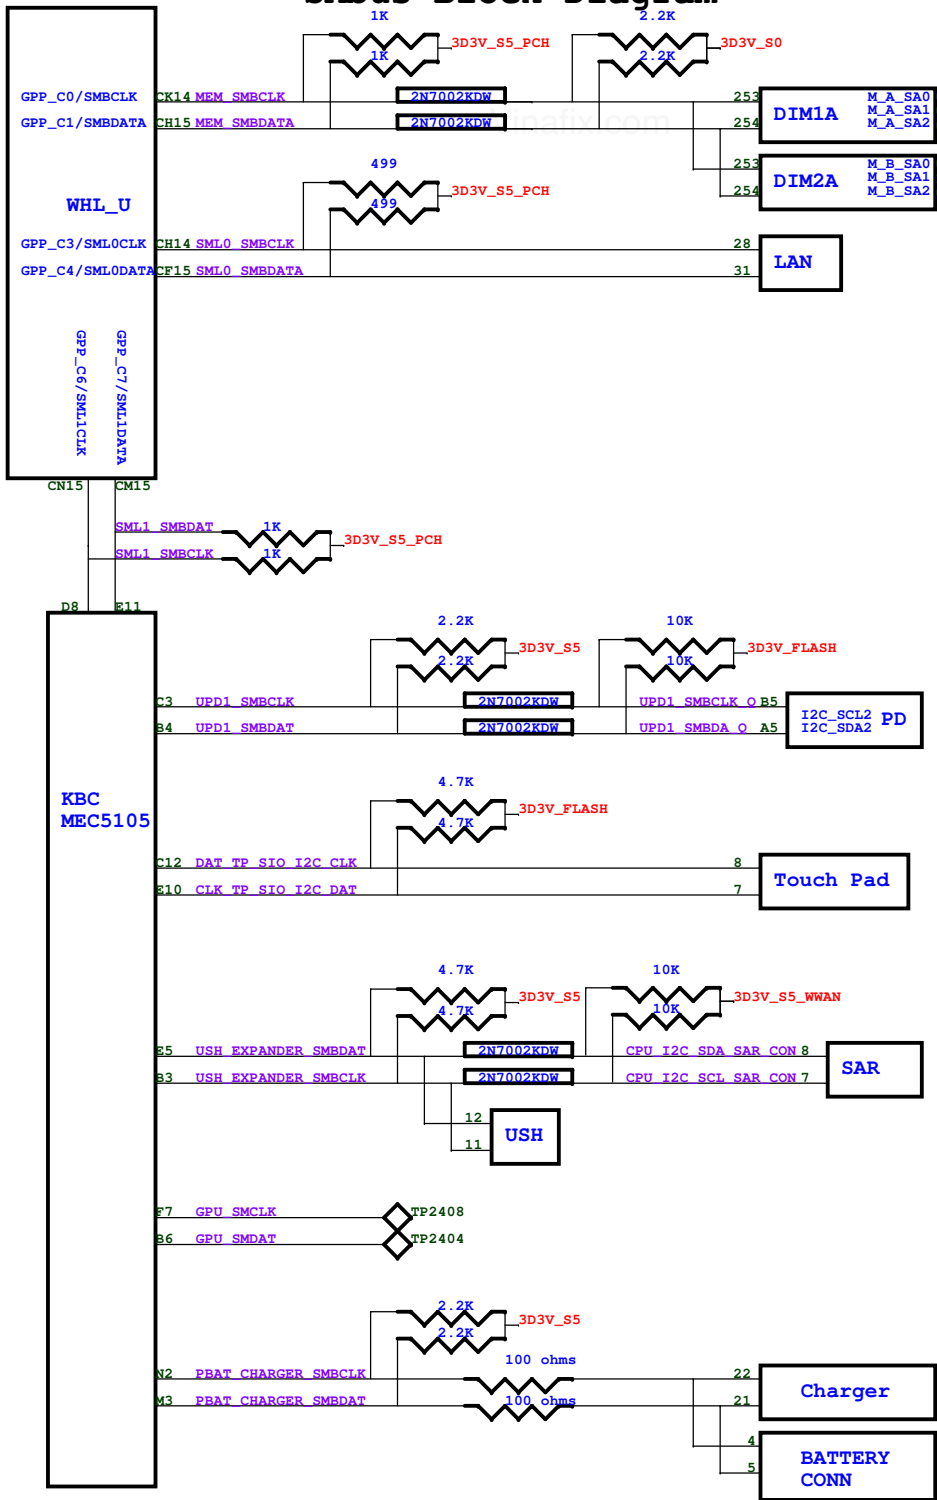 SMBus Block Diagram
1K
2.2K
3D3V_S5_PCH
3D3V_S0
1K
2.2K
GPP_C0/SMBCLK CK14 MEM_SMBCLK 2N7002KDW 253 M_A_SA0
DIM1A M_A_SA1
GPP_C1/SMBDATA CH15 MEM_SMBDATA 2N7002KDW 254 M_A_SA2
inafix.com
253 M_B_SA0
DIM2A M_B_SA1
254 M_B_SA2
499
3D3V_S5_PCH
499
WHL_U
GPP_C3/SML0CLK CH14 SML0_SMBCLK 28
LAN
GPP_C4/SML0DATA CF15 SML0_SMBDATA 31
GPP_C6/SML1CLK
GPP_C7/SML1DATA
CN15 CM15
SML1_SMBDAT 1K
3D3V_S5_PCH
SML1_SMBCLK 1K
D8 E11
2.2K
10K
3D3V_S5
3D3V_FLASH
2.2K
10K
C3 UPD1_SMBCLK 2N7002KDW UPD1_SMBCLK_Q B5
I2C_SCL2 PD
I2C_SDA2
B4 UPD1_SMBDAT 2N7002KDW UPD1_SMBDA_Q A5
4.7K
3D3V_FLASH
4.7K
KBC
MEC5105
C12 DAT_TP_SIO_I2C_CLK 8
Touch Pad
E10 CLK_TP_SIO_I2C_DAT 7
4.7K
10K
3D3V_S5
3D3V_S5_WWAN
4.7K
10K
E5 USH_EXPANDER_SMBDAT 2N7002KDW CPU_I2C_SDA_SAR_CON 8
SAR
B3 USH_EXPANDER_SMBCLK 2N7002KDW CPU_I2C_SCL_SAR_CON 7
12
USH
11
F7 GPU_SMCLK TP2408
B6 GPU_SMDAT TP2404
2.2K
3D3V_S5
2.2K
100 ohms
N2 PBAT_CHARGER_SMBCLK 22
Charger
M3 PBAT_CHARGER_SMBDAT 100 ohms 21
4
BATTERY
5
CONN